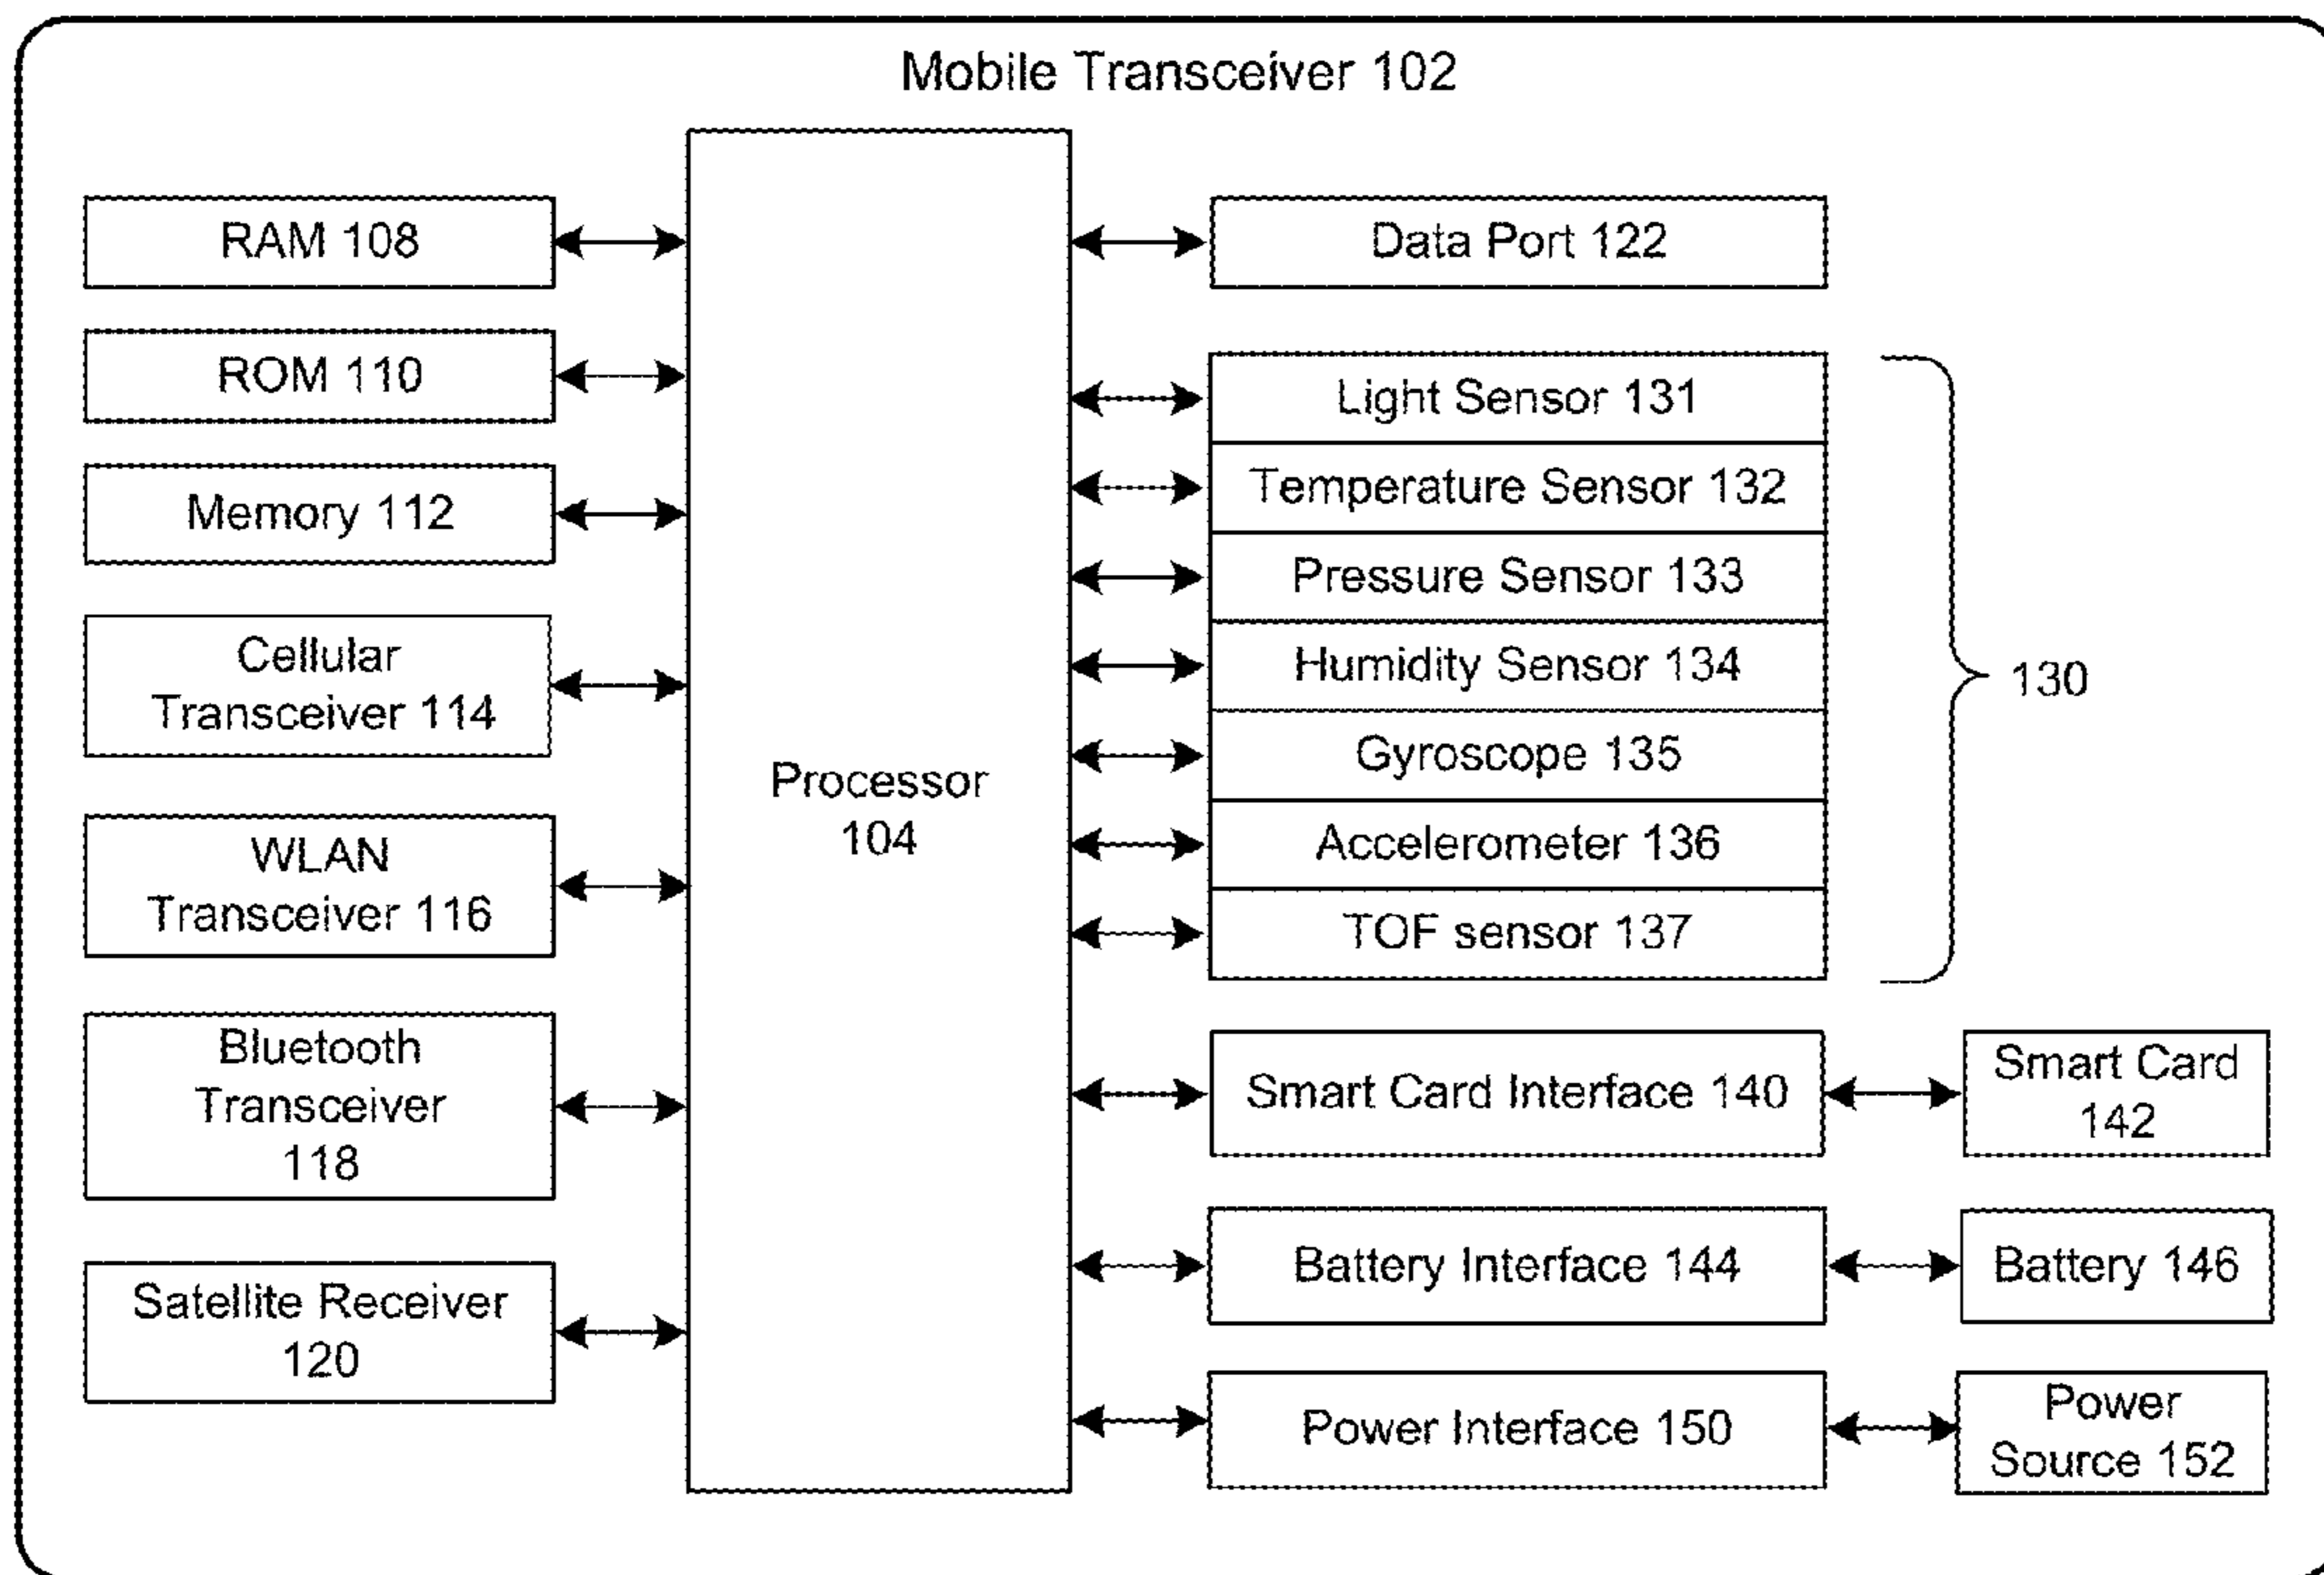 Mobile Transceiver 102
RAM 108
ROM 110
Memory 112
Cellular
Transceiver 114
WLAN
Transceiver 116
Bluetooth
Transceiver
118
Satellite Receiver
120
Processor
104
Data Port 122
Light Sensor 131
Temperature Sensor 132
Pressure Sensor 133
Humidity Sensor 134
Gyroscope 135
Accelerometer 136
TOF sensor 137
130
Smart Card Interface 140
Smart Card
142
Battery Interface 144
Battery 146
Power Interface 150
Power
Source 152